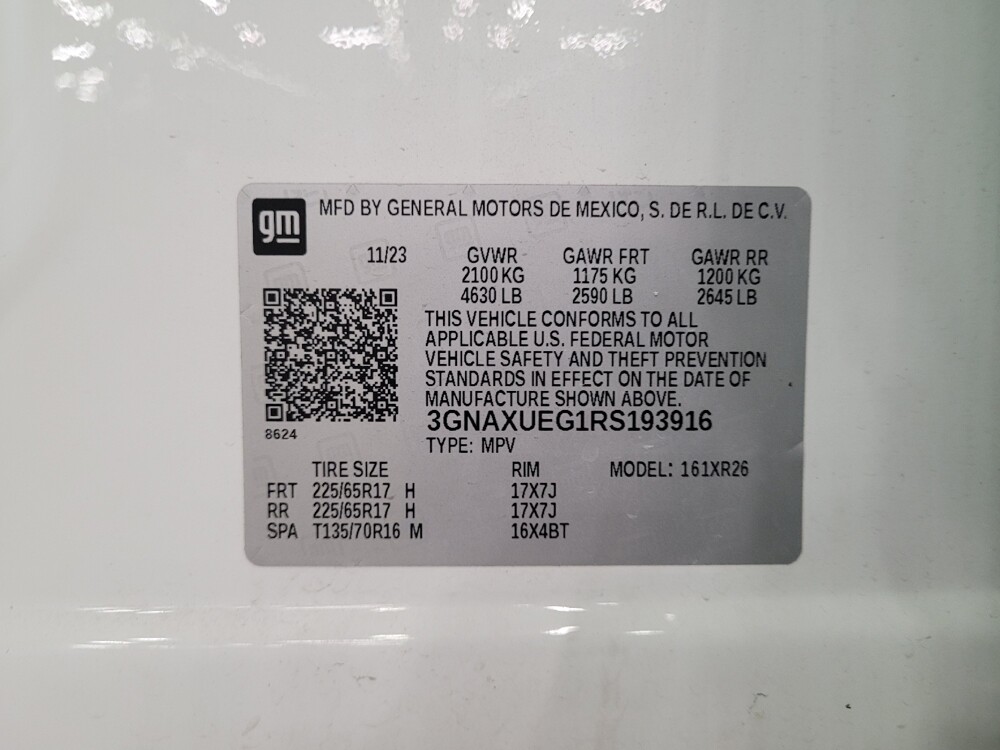 gm
MFD BY GENERAL MOTORS DE MEXICO, S. DE R.L. DE C.V.
11/23 GVWR GAWR FRT GAWR RR
2100 KG 1175 KG 1200 KG
4630 LB 2590 LB 2645 LB
THIS VEHICLE CONFORMS TO ALL
APPLICABLE U.S. FEDERAL MOTOR
VEHICLE SAFETY AND THEFT PREVENTION
STANDARDS IN EFFECT ON THE DATE OF
MANUFACTURE SHOWN ABOVE.
3GNAXUEG1RS193916
8624
TYPE: MPV
TIRE SIZE RIM MODEL: 161XR26
FRT 225/65R17 H 17X7J
RR 225/65R17 H 17X7J
SPA T135/70R16 M 16X4BT